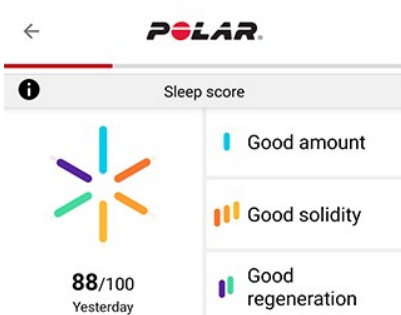 POLAR.
Sleep score
Good amount
Good solidity
Good
regeneration
88/100
Yesterday